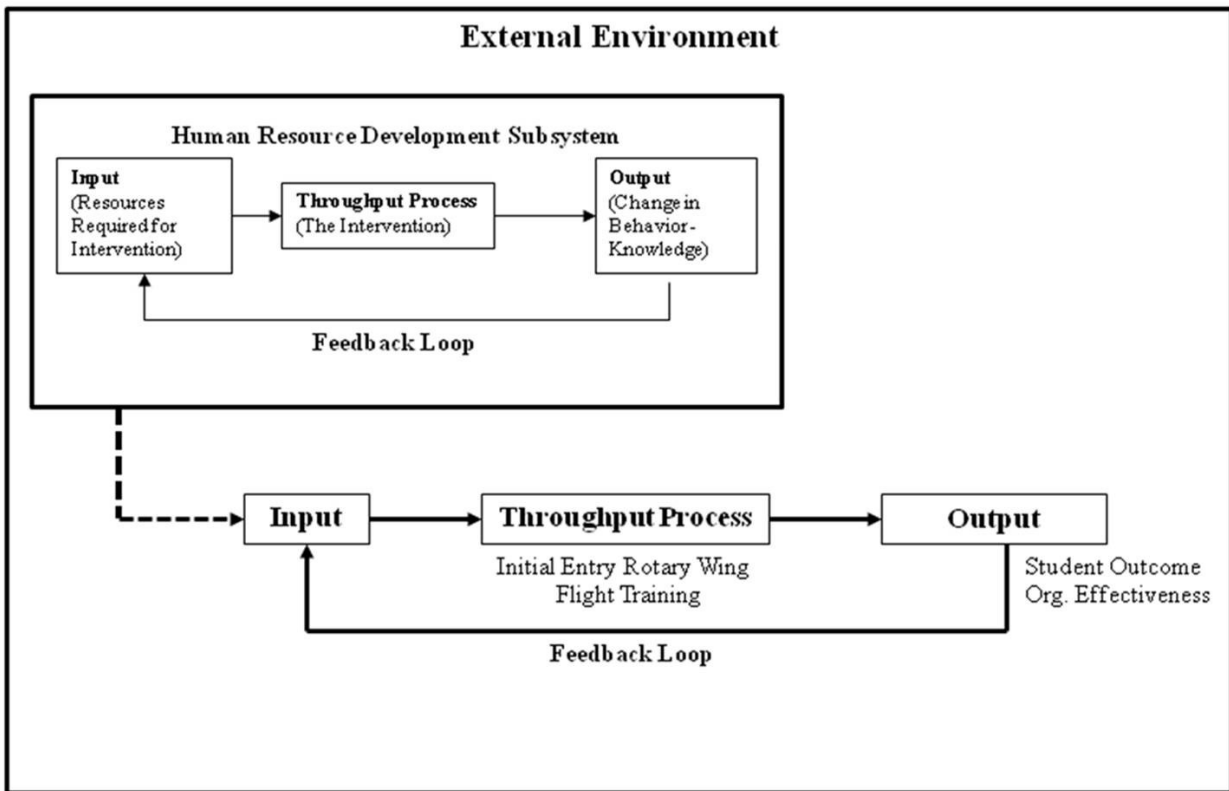 External Environment
Human Resource Development Subsystem
Input
(Resources
Required for
Intervention)
Throughput Process
(The Intervention)
Output
(Change in
Behavior-
Knowledge)
Feedback Loop
Input
Throughput Process
Output
Initial Entry Rotary Wing
Flight Training
Student Outcome
Org. Effectiveness
Feedback Loop